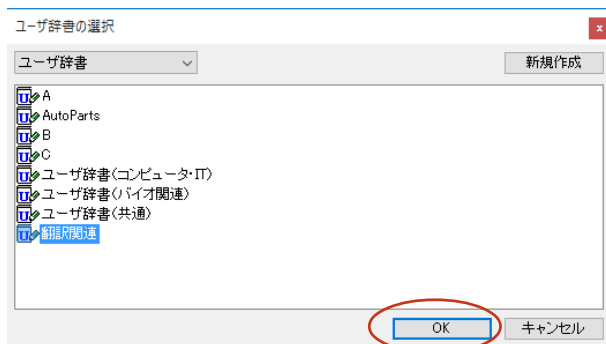 ユーザ辞書の選択
x
ユーザ辞書
新規作成
A
AutoParts
B
C
ユーザ辞書(コンピュータ・IT)
ユーザ辞書(バイオ関連)
ユーザ辞書(共通)
翻訳関連
OK
キャンセル